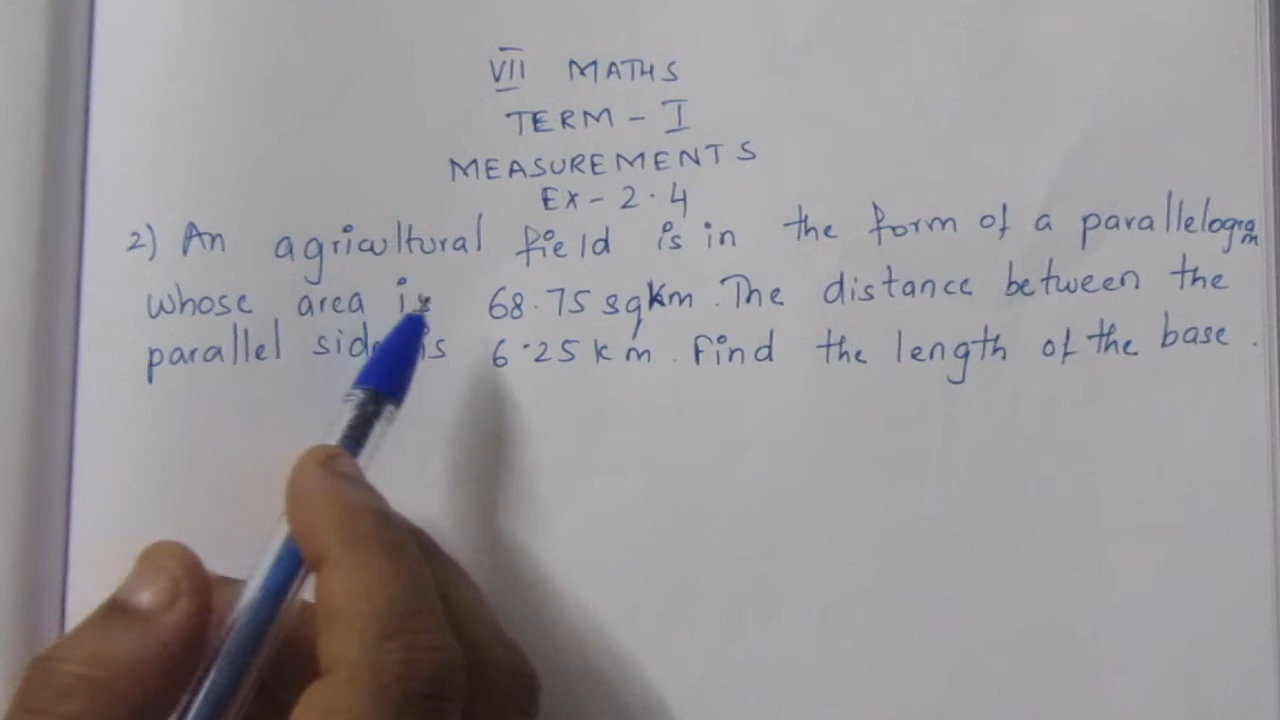 VII MATHS
TERM - I
MEASUREMENTS
EX - 2.4
2) An agricultural field is in the form of a parallelogram
whose area is 68.75 sqkm. The distance between the
parallel side is 6.25 km. Find the length of the base.